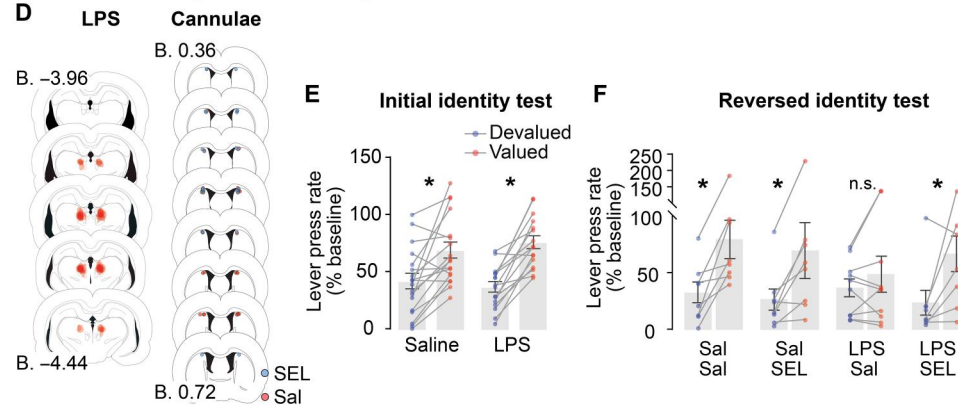 D
LPS
Cannulae
B. 0.36
B. −3.96
B. −4.44
B. 0.72
SEL
Sal
E
Initial identity test
Devalued
Valued
Lever press rate
(% baseline)
150
100
50
0
*
*
Saline
LPS
F
Reversed identity test
Lever press rate
(% baseline)
250
200
150
100
50
0
*
*
n.s.
*
Sal
Sal
Sal
SEL
LPS
Sal
LPS
SEL